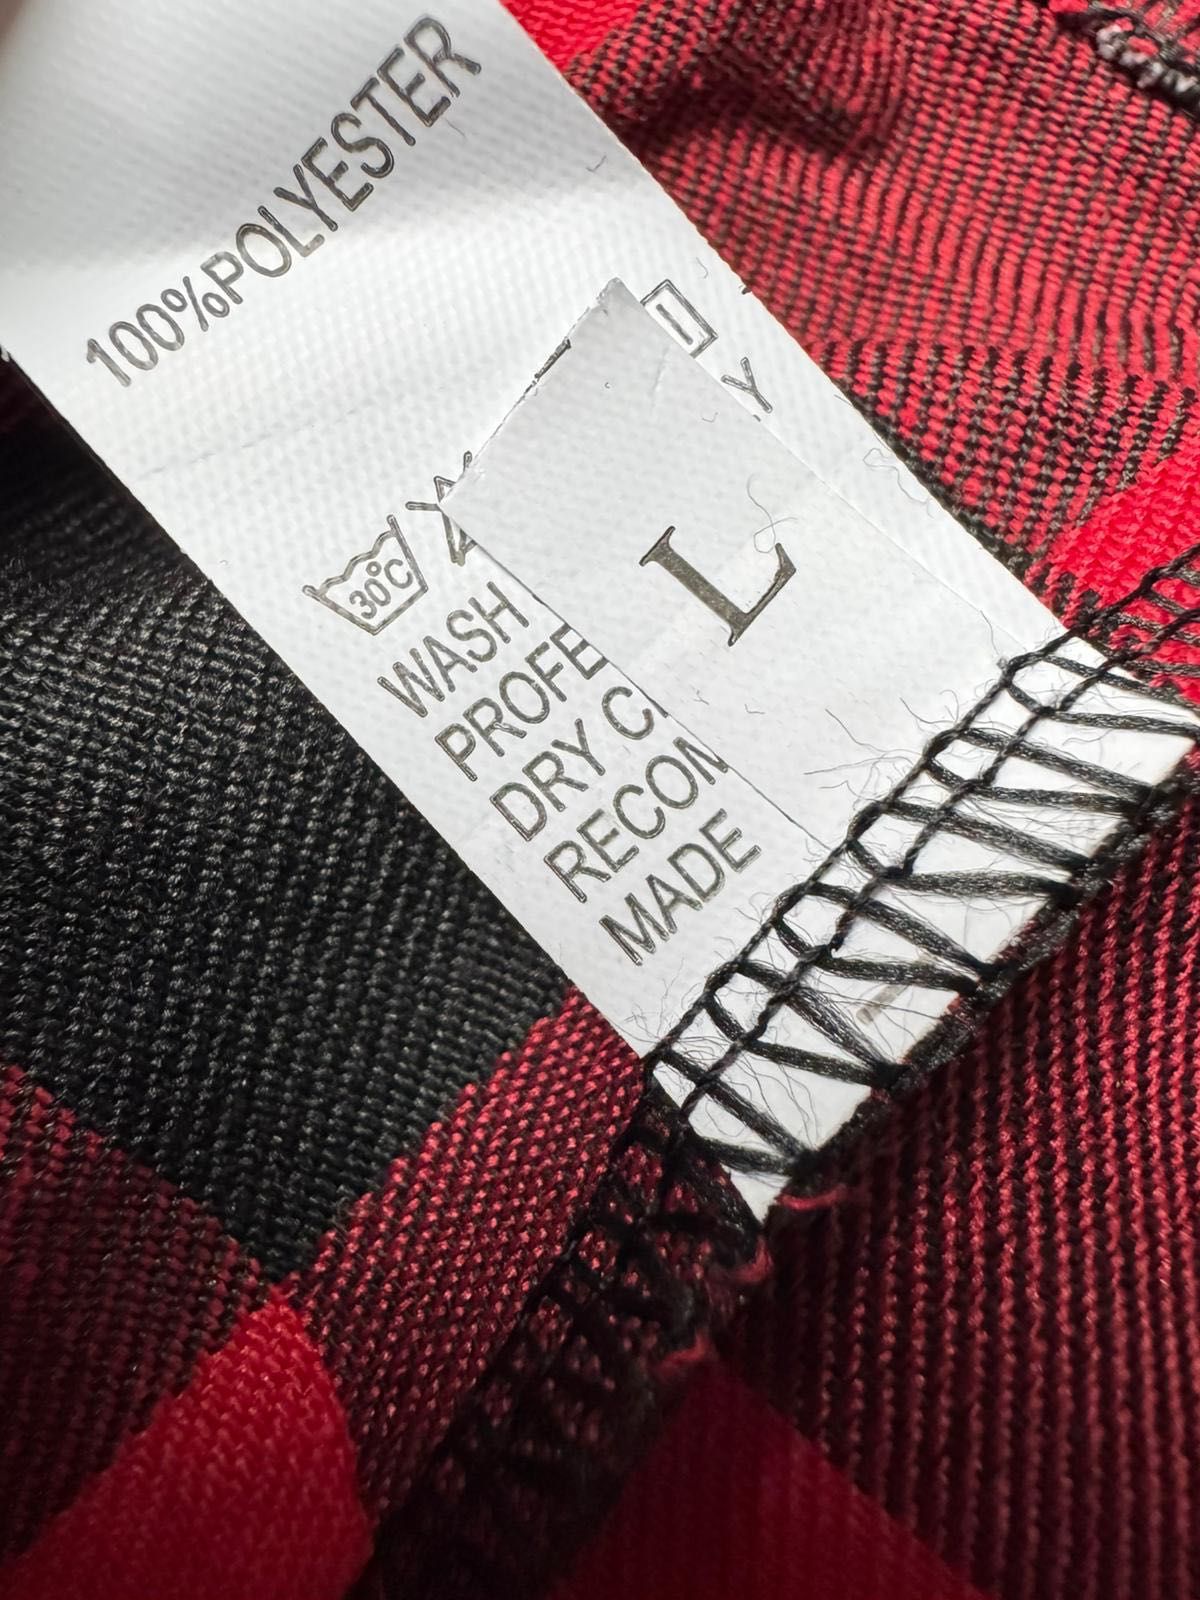 100%POLYESTER
30°C
WASH
PROFE
DRY C
RECOM
MADE
Y
L